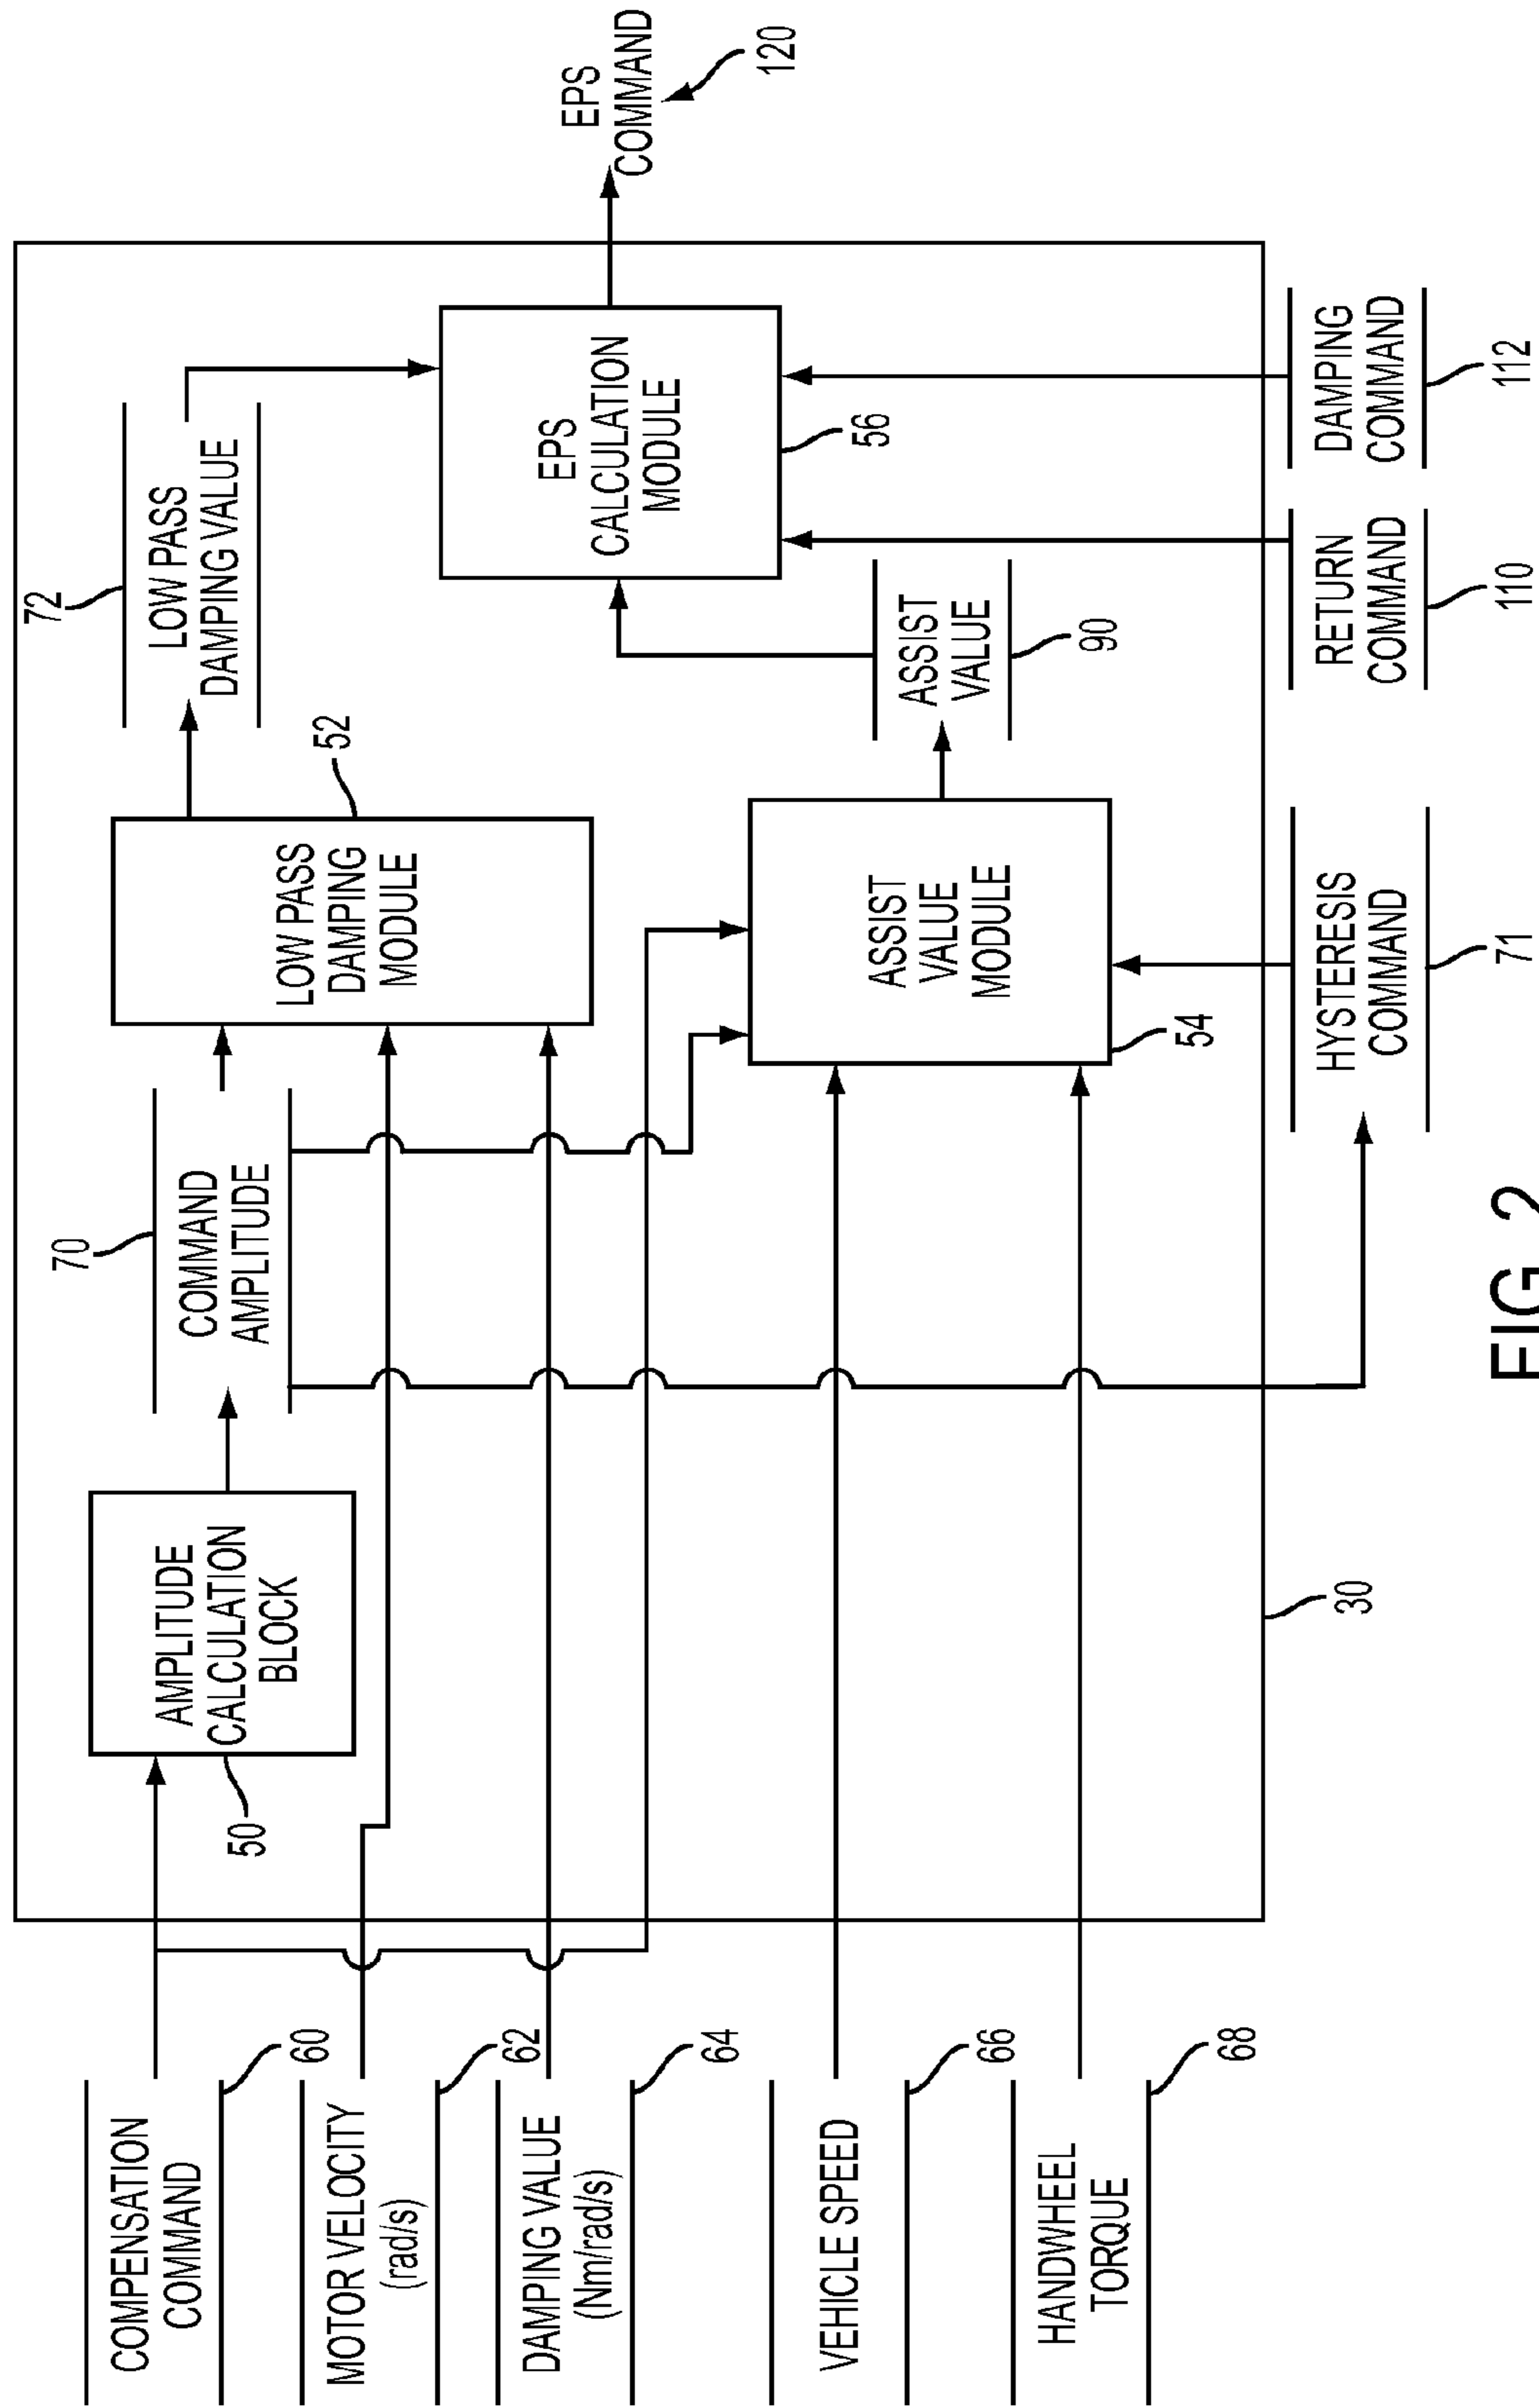 COMPENSATION
COMMAND
60
MOTOR VELOCITY
(rad/s)
62
DAMPING VALUE
(Nm/rad/s)
64
VEHICLE SPEED
66
HANDWHEEL
TORQUE
68
AMPLITUDE
CALCULATION
BLOCK
50
30
70
COMMAND
AMPLITUDE
LOW PASS
DAMPING
MODULE
52
ASSIST
VALUE
MODULE
54
HYSTERESIS
COMMAND
71
72
LOW PASS
DAMPING VALUE
ASSIST
VALUE
90
EPS
CALCULATION
MODULE
56
RETURN
COMMAND
110
DAMPING
COMMAND
112
EPS
COMMAND
120
FIG. 2